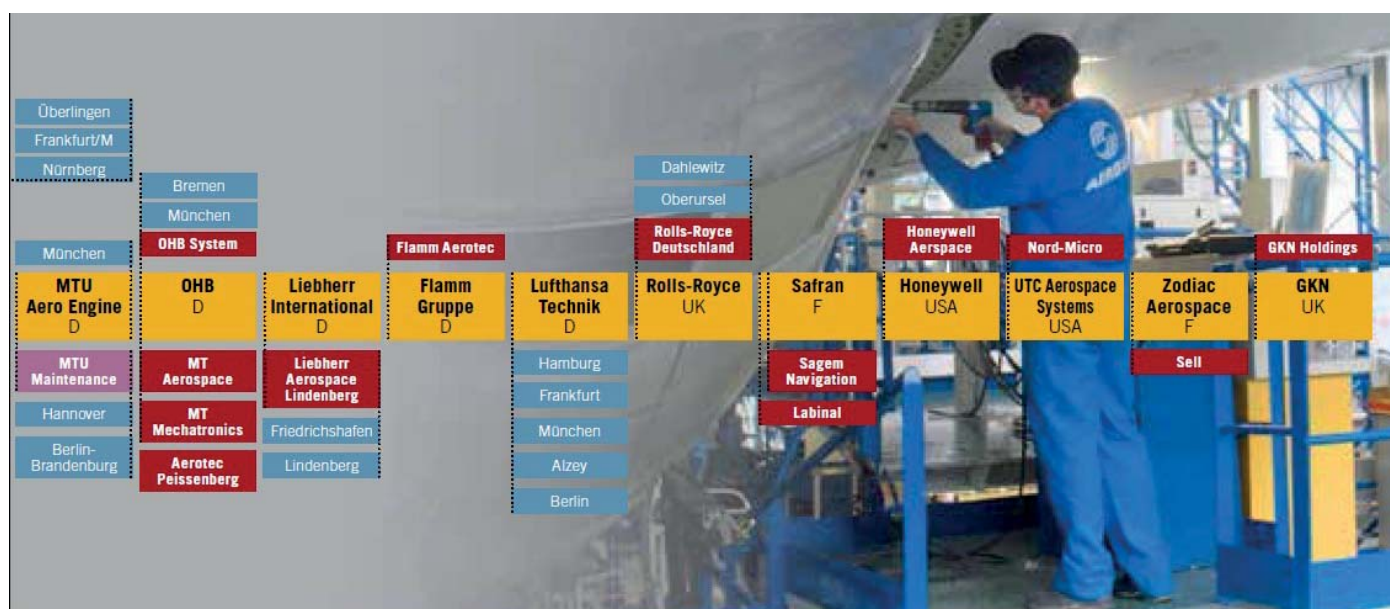 Überlingen
Frankfurt/M
Nürnberg
München
MTU
Aero Engine
D
MTU
Maintenance
Hannover
Berlin-
Brandenburg
Bremen
München
OHB System
OHB
D
MT
Aerospace
MT
Mechatronics
Aerotec
Peissenberg
Liebherr
International
D
Liebherr
Aerospace
Lindenberg
Friedrichshafen
Lindenberg
Flamm Aerotec
Flamm
Gruppe
D
Lufthansa
Technik
D
Hamburg
Frankfurt
München
Alzey
Berlin
Dahlewitz
Oberursel
Rolls-Royce
Deutschland
Rolls-Royce
UK
Safran
F
Sagem
Navigation
Labinal
Honeywell
Aerspace
Honeywell
USA
Nord-Micro
UTC Aerospace
Systems
USA
Zodiac
Aerospace
F
Sell
GKN Holdings
GKN
UK